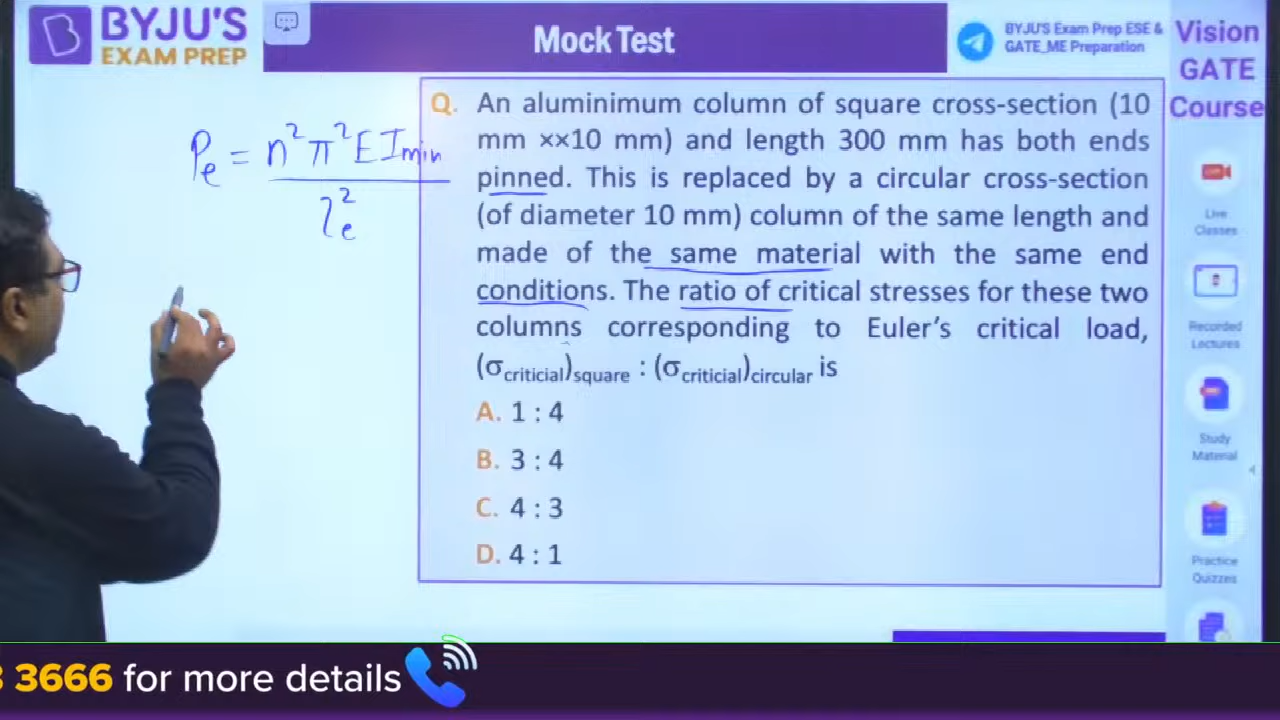 BYJU'S
EXAM PREP
Mock Test
BYJU'S Exam Prep ESE &
GATE_ME Preparation
Vision
GATE
Course
Pe = n²π²EImin
le²
Q. An aluminimum column of square cross-section (10
mm ××10 mm) and length 300 mm has both ends
pinned. This is replaced by a circular cross-section
(of diameter 10 mm) column of the same length and
made of the same material with the same end
conditions. The ratio of critical stresses for these two
columns corresponding to Euler's critical load,
(σcriticial)square : (σcriticial)circular is
A. 1 : 4
B. 3 : 4
C. 4 : 3
D. 4 : 1
Live
Classes
Recorded
Lectures
Study
Material
Practice
Quizzes
3666 for more details